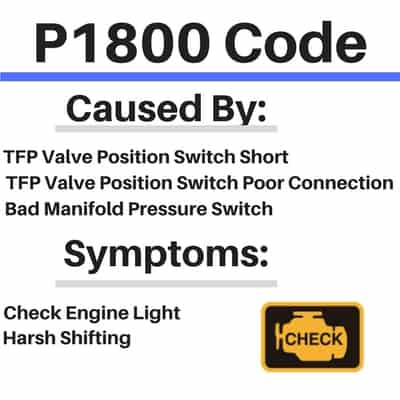 P1800 Code
Caused By:
TFP Valve Position Switch Short
TFP Valve Position Switch Poor Connection
Bad Manifold Pressure Switch
Symptoms:
Check Engine Light
Harsh Shifting
CHECK